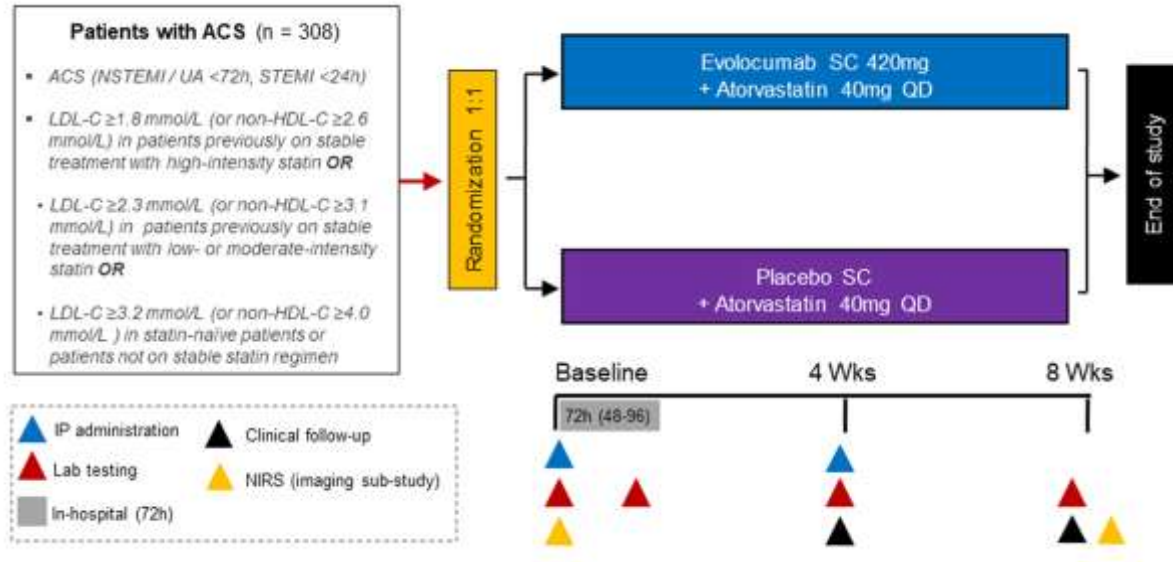 Patients with ACS (n = 308)
▪ ACS (NSTEMI / UA <72h, STEMI <24h)
▪ LDL-C ≥1.8 mmol/L (or non-HDL-C ≥2.6
mmol/L) in patients previously on stable
treatment with high-intensity statin OR
• LDL-C ≥2.3 mmol/L (or non-HDL-C ≥3.1
mmol/L) in patients previously on stable
treatment with low- or moderate-intensity
statin OR
• LDL-C ≥3.2 mmol/L (or non-HDL-C ≥4.0
mmol/L ) in statin-naïve patients or
patients not on stable statin regimen
Randomization 1:1
Evolocumab SC 420mg
+ Atorvastatin 40mg QD
Placebo SC
+ Atorvastatin 40mg QD
End of study
Baseline
4 Wks
8 Wks
72h (48-96)
IP administration
Clinical follow-up
Lab testing
NIRS (imaging sub-study)
In-hospital (72h)